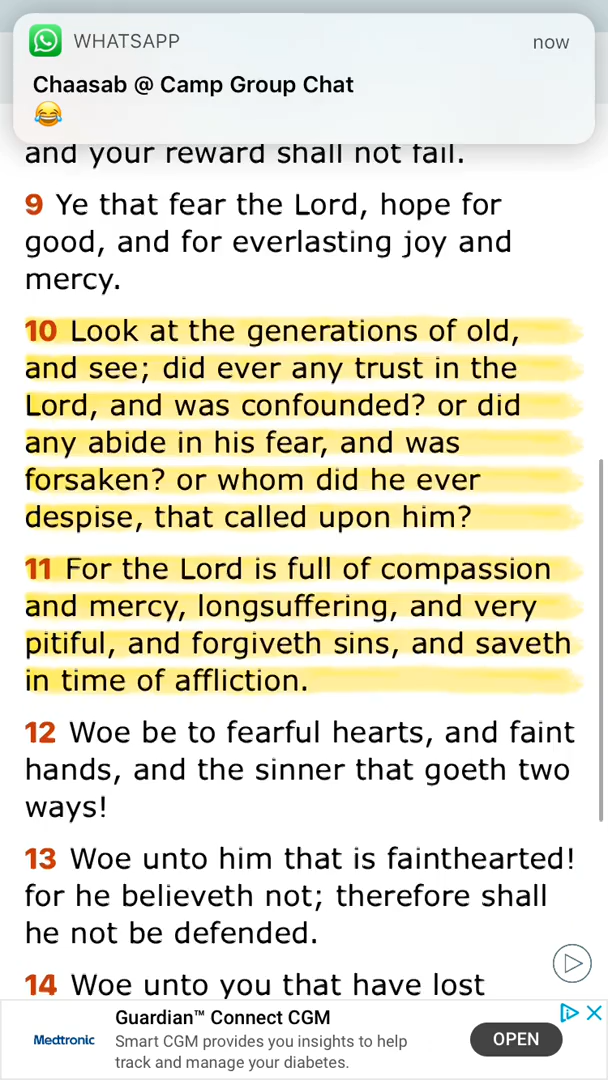 WHATSAPP
now
Chaasab @ Camp Group Chat
😂
and your reward shall not fail.
9 Ye that fear the Lord, hope for
good, and for everlasting joy and
mercy.
10 Look at the generations of old,
and see; did ever any trust in the
Lord, and was confounded? or did
any abide in his fear, and was
forsaken? or whom did he ever
despise, that called upon him?
11 For the Lord is full of compassion
and mercy, longsuffering, and very
pitiful, and forgiveth sins, and saveth
in time of affliction.
12 Woe be to fearful hearts, and faint
hands, and the sinner that goeth two
ways!
13 Woe unto him that is fainthearted!
for he believeth not; therefore shall
he not be defended.
14 Woe unto you that have lost
Guardian™ Connect CGM
Medtronic
Smart CGM provides you insights to help
track and manage your diabetes.
OPEN